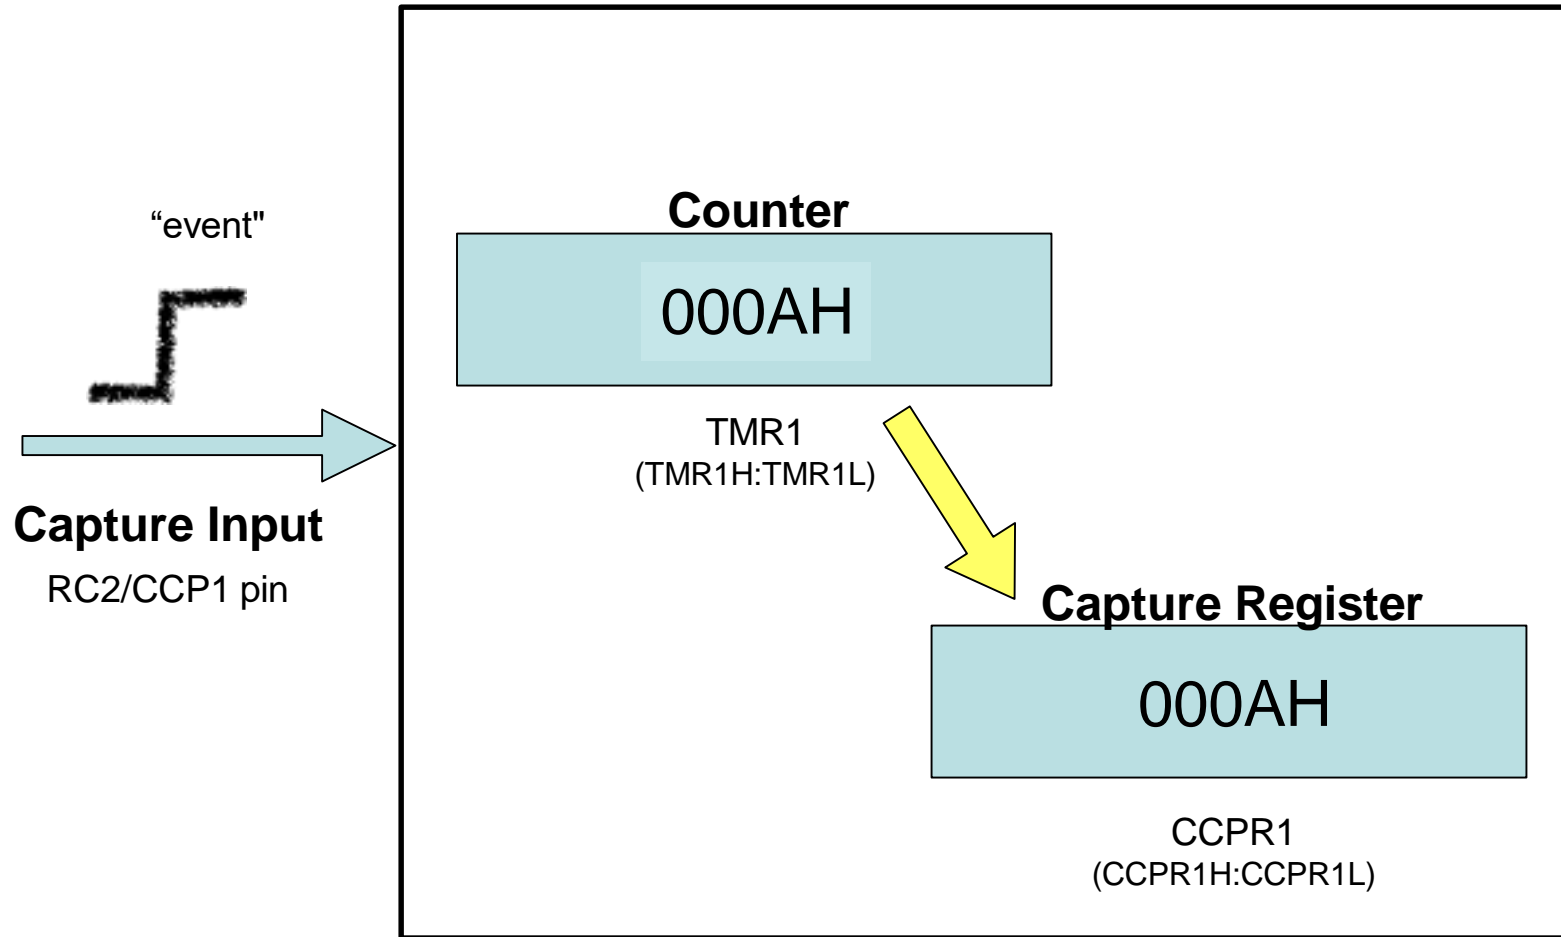 “event"
Capture Input
RC2/CCP1 pin
Counter
000AH
TMR1
(TMR1H:TMR1L)
Capture Register
000AH
CCPR1
(CCPR1H:CCPR1L)